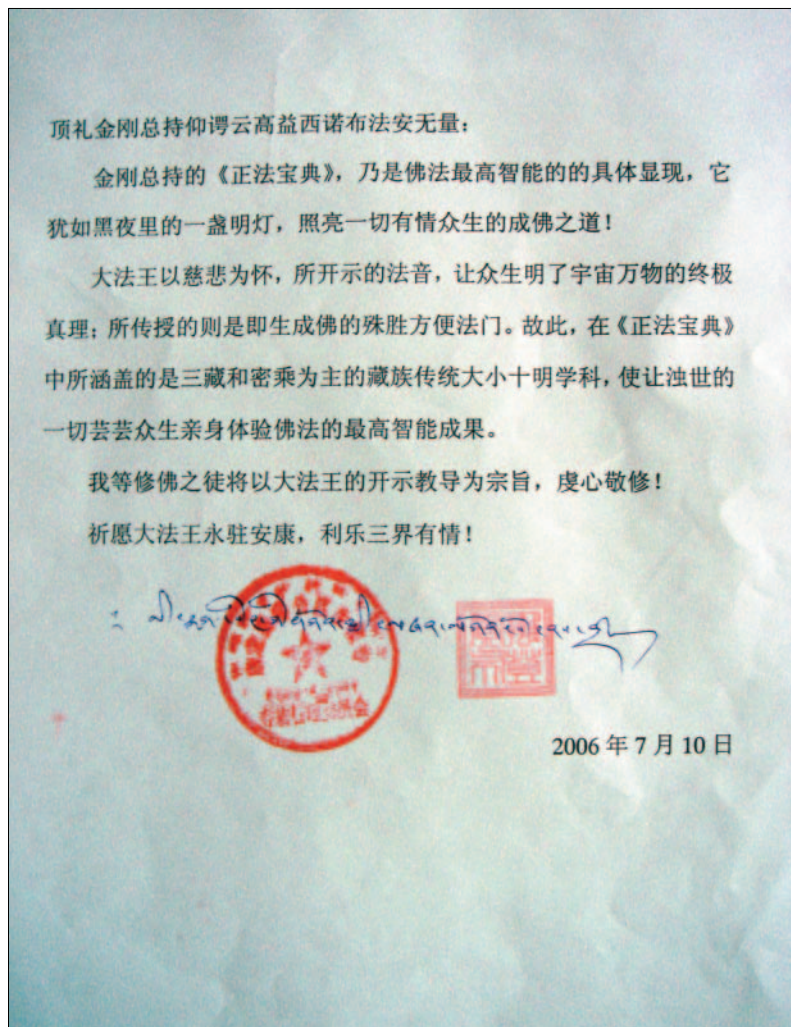 顶礼金刚总持仰谔云高益西诺布法安无量：
金刚总持的《正法宝典》，乃是佛法最高智能的的具体显现，它
犹如黑夜里的一盏明灯，照亮一切有情众生的成佛之道！
大法王以慈悲为怀，所开示的法音，让众生明了宇宙万物的终极
真理；所传授的则是即生成佛的殊胜方便法门。故此，在《正法宝典》
中所涵盖的是三藏和密乘为主的藏族传统大小十明学科，使让浊世的
一切芸芸众生亲身体验佛法的最高智能成果。
我等修佛之徒将以大法王的开示教导为宗旨，虔心敬修！
祈愿大法王永驻安康，利乐三界有情！
2006 年 7 月 10 日